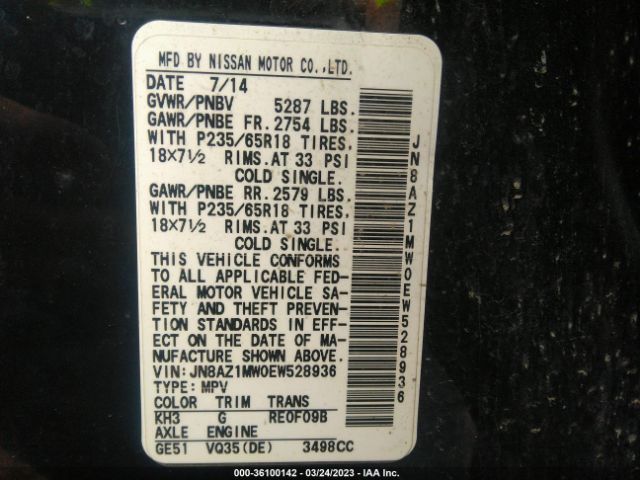 MFD BY NISSAN MOTOR CO.,LTD.
DATE 7/14
GVWR/PNBV 5287 LBS.
GAWR/PNBE FR. 2754 LBS.
WITH P235/65R18 TIRES.
18×7½ RIMS. AT 33 PSI
COLD SINGLE.
GAWR/PNBE RR. 2579 LBS.
WITH P235/65R18 TIRES.
18×7½ RIMS. AT 33 PSI
COLD SINGLE.
THIS VEHICLE CONFORMS
TO ALL APPLICABLE FED-
ERAL MOTOR VEHICLE SA-
FETY AND THEFT PREVEN-
TION STANDARDS IN EFF-
ECT ON THE DATE OF MA-
NUFACTURE SHOWN ABOVE.
VIN: JN8AZ1MW0EW528936
TYPE: MPV
COLOR TRIM TRANS
KH3 G RE0F09B
AXLE ENGINE
GE51 VQ35(DE) 3498CC
JN8AZ1MW0EW528936
000-36100142 - 03/24/2023 - IAA Inc.